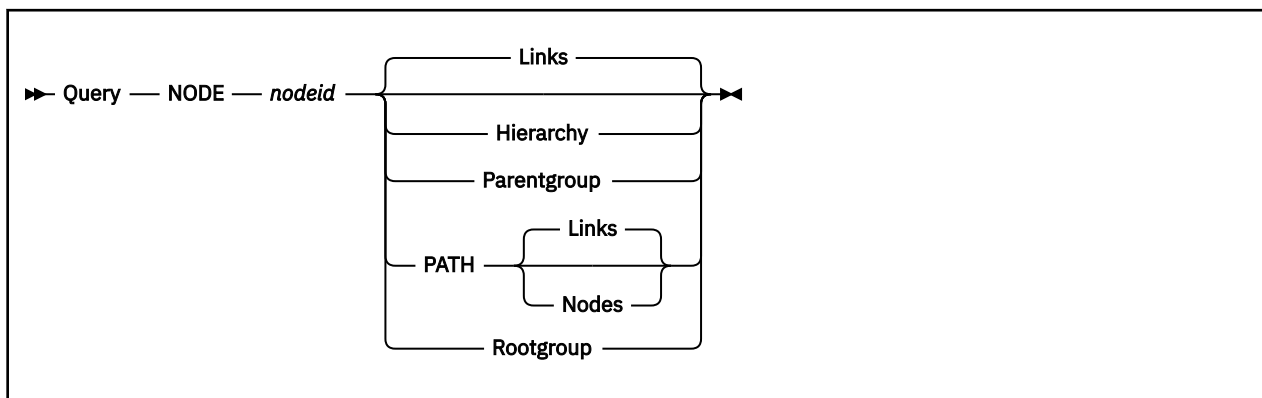 Links
Query NODE nodeid
Hierarchy
Parentgroup
Links
PATH
Nodes
Rootgroup